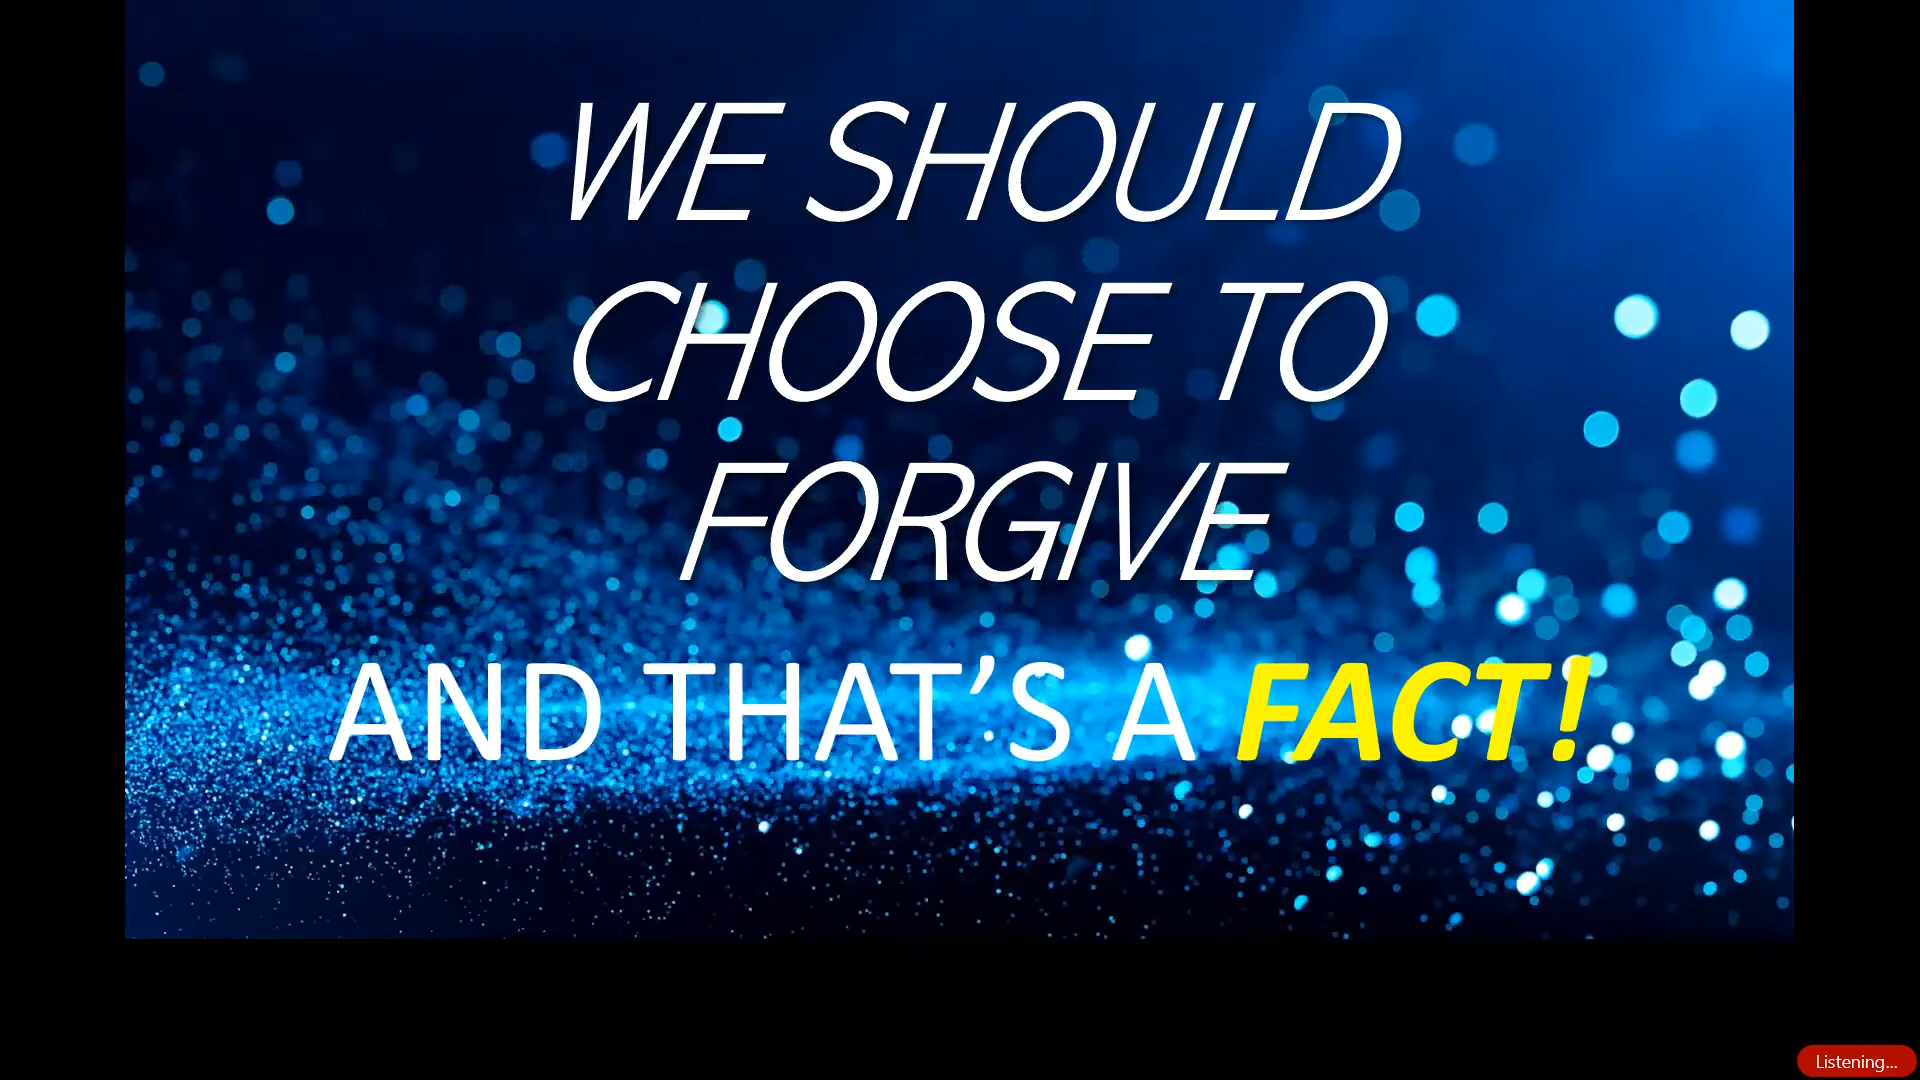 WE SHOULD
CHOOSE TO
FORGIVE
AND THAT’S A FACT!
Listening...